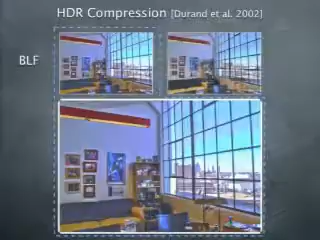 HDR Compression [Durand et al. 2002]
BLF